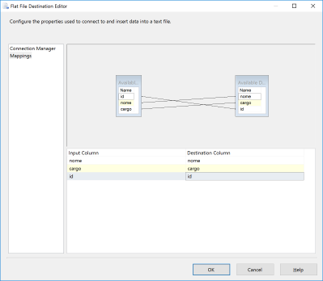 Flat File Destination Editor
Configure the properties used to connect to and insert data into a text file.
Connection Manager
Mappings
Available
Name
id
nome
cargo
Available D...
Name
nome
cargo
id
Input Column Destination Column
nome nome
cargo cargo
id id
OK Cancel Help